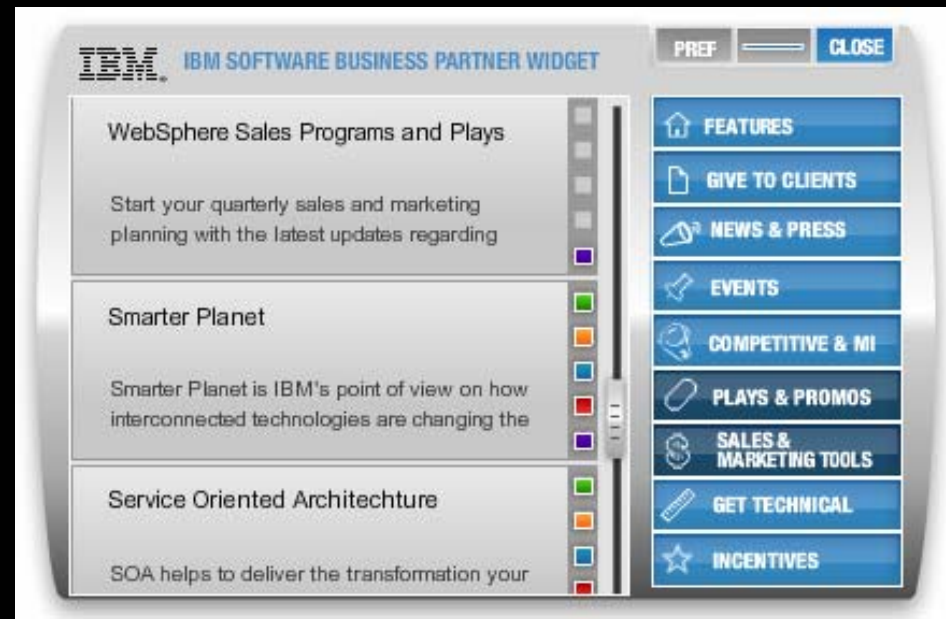 IBM.
IBM SOFTWARE BUSINESS PARTNER WIDGET
PREF
CLOSE
WebSphere Sales Programs and Plays
Start your quarterly sales and marketing
planning with the latest updates regarding
Smarter Planet
Smarter Planet is IBM's point of view on how
interconnected technologies are changing the
Service Oriented Architechture
SOA helps to deliver the transformation your
FEATURES
GIVE TO CLIENTS
NEWS & PRESS
EVENTS
COMPETITIVE & MI
PLAYS & PROMOS
SALES &
MARKETING TOOLS
GET TECHNICAL
INCENTIVES